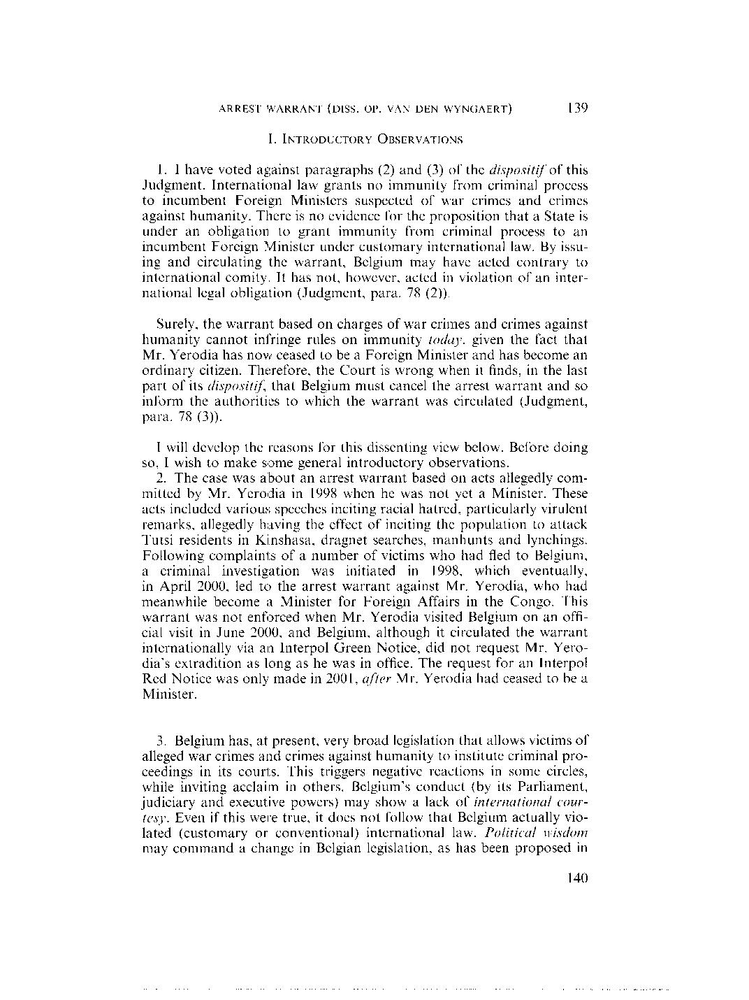 ARREST WARRANT (DISS. OP. VAN DEN WYNGAERT) 139
I. INTRODUCTORY OBSERVATIONS
1. I have voted against paragraphs (2) and (3) of the dispositif of this
Judgment. International law grants no immunity from criminal process
to incumbent Foreign Ministers suspected of war crimes and crimes
against humanity. There is no evidence for the proposition that a State is
under an obligation to grant immunity from criminal process to an
incumbent Foreign Minister under customary international law. By issu-
ing and circulating the warrant, Belgium may have acted contrary to
international comity. It has not, however, acted in violation of an inter-
national legal obligation (Judgment, para. 78 (2)).
Surely, the warrant based on charges of war crimes and crimes against
humanity cannot infringe rules on immunity today, given the fact that
Mr. Yerodia has now ceased to be a Foreign Minister and has become an
ordinary citizen. Therefore, the Court is wrong when it finds, in the last
part of its dispositif, that Belgium must cancel the arrest warrant and so
inform the authorities to which the warrant was circulated (Judgment,
para. 78 (3)).
I will develop the reasons for this dissenting view below. Before doing
so, I wish to make some general introductory observations.
2. The case was about an arrest warrant based on acts allegedly com-
mitted by Mr. Yerodia in 1998 when he was not yet a Minister. These
acts included various speeches inciting racial hatred, particularly virulent
remarks, allegedly having the effect of inciting the population to attack
Tutsi residents in Kinshasa, dragnet searches, manhunts and lynchings.
Following complaints of a number of victims who had fled to Belgium,
a criminal investigation was initiated in 1998, which eventually,
in April 2000, led to the arrest warrant against Mr. Yerodia, who had
meanwhile become a Minister for Foreign Affairs in the Congo. This
warrant was not enforced when Mr. Yerodia visited Belgium on an offi-
cial visit in June 2000, and Belgium, although it circulated the warrant
internationally via an Interpol Green Notice, did not request Mr. Yero-
dia's extradition as long as he was in office. The request for an Interpol
Red Notice was only made in 2001, after Mr. Yerodia had ceased to be a
Minister.
3. Belgium has, at present, very broad legislation that allows victims of
alleged war crimes and crimes against humanity to institute criminal pro-
ceedings in its courts. This triggers negative reactions in some circles,
while inviting acclaim in others. Belgium's conduct (by its Parliament,
judiciary and executive powers) may show a lack of international cour-
tesy. Even if this were true, it does not follow that Belgium actually vio-
lated (customary or conventional) international law. Political wisdom
may command a change in Belgian legislation, as has been proposed in
140